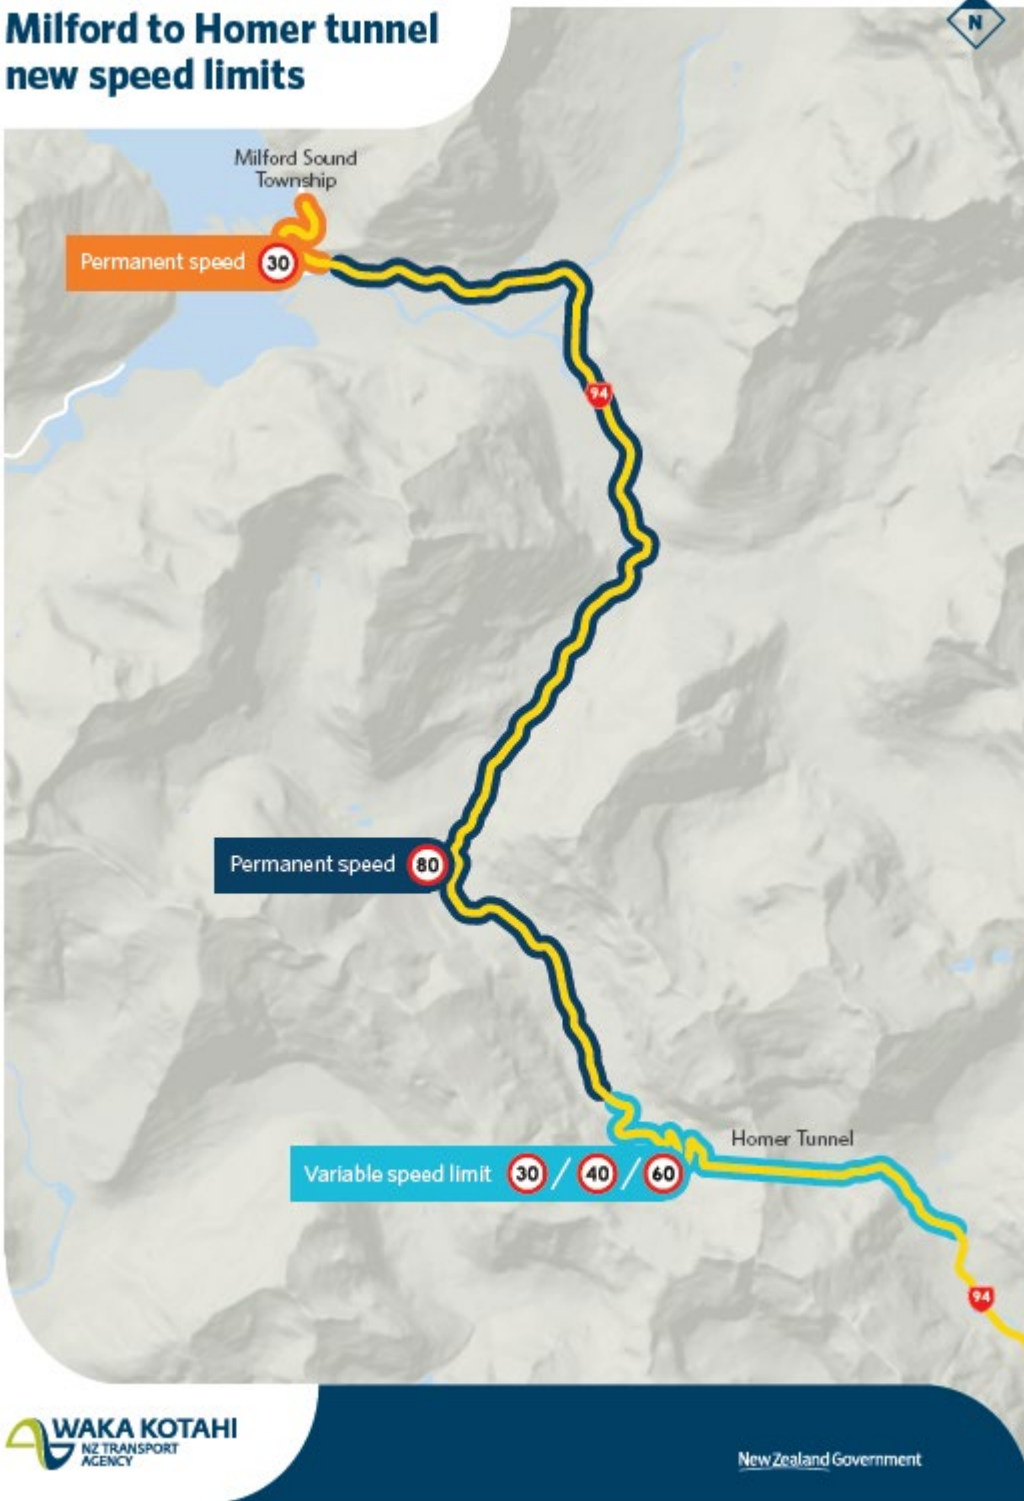 Milford to Homer tunnel
new speed limits
N
Milford Sound
Township
Permanent speed 30
94
Permanent speed 80
Homer Tunnel
Variable speed limit 30 / 40 / 60
94
WAKA KOTAHI
NZ TRANSPORT
AGENCY
New Zealand Government